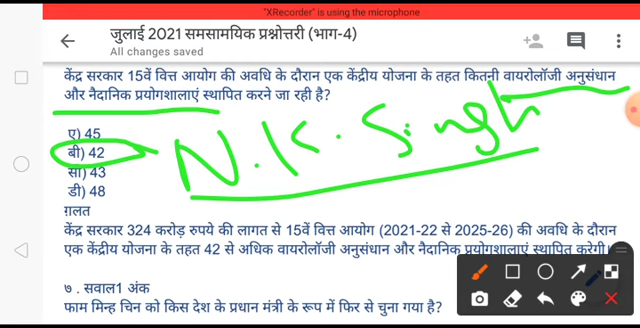 "XRecorder" is using the microphone
जुलाई 2021 समसामयिक प्रश्नोत्तरी (भाग-4)
All changes saved
केंद्र सरकार 15वें वित्त आयोग की अवधि के दौरान एक केंद्रीय योजना के तहत कितनी वायरोलॉजी अनुसंधान
और नैदानिक प्रयोगशालाएं स्थापित करने जा रही है?
ए) 45
बी) 42
सी) 43
डी) 48
N.K. Singh
ग़लत
केंद्र सरकार 324 करोड़ रुपये की लागत से 15वें वित्त आयोग (2021-22 से 2025-26) की अवधि के दौरान
एक केंद्रीय योजना के तहत 42 से अधिक वायरोलॉजी अनुसंधान और नैदानिक प्रयोगशालाएं स्थापित करेगी।
७ . सवाल1 अंक
फाम मिन्ह चिन को किस देश के प्रधान मंत्री के रूप में फिर से चुना गया है?